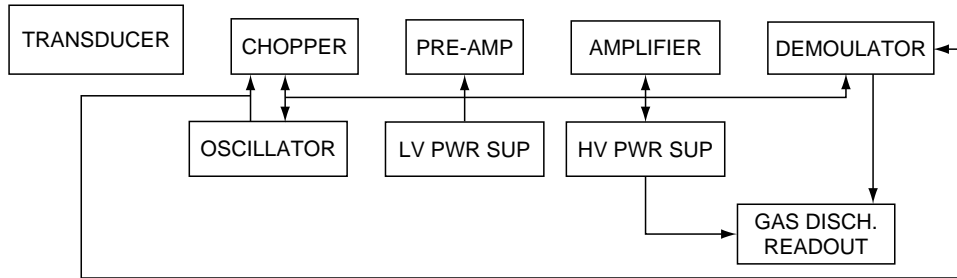 TRANSDUCER
CHOPPER
PRE-AMP
AMPLIFIER
DEMOULATOR
OSCILLATOR
LV PWR SUP
HV PWR SUP
GAS DISCH.
READOUT